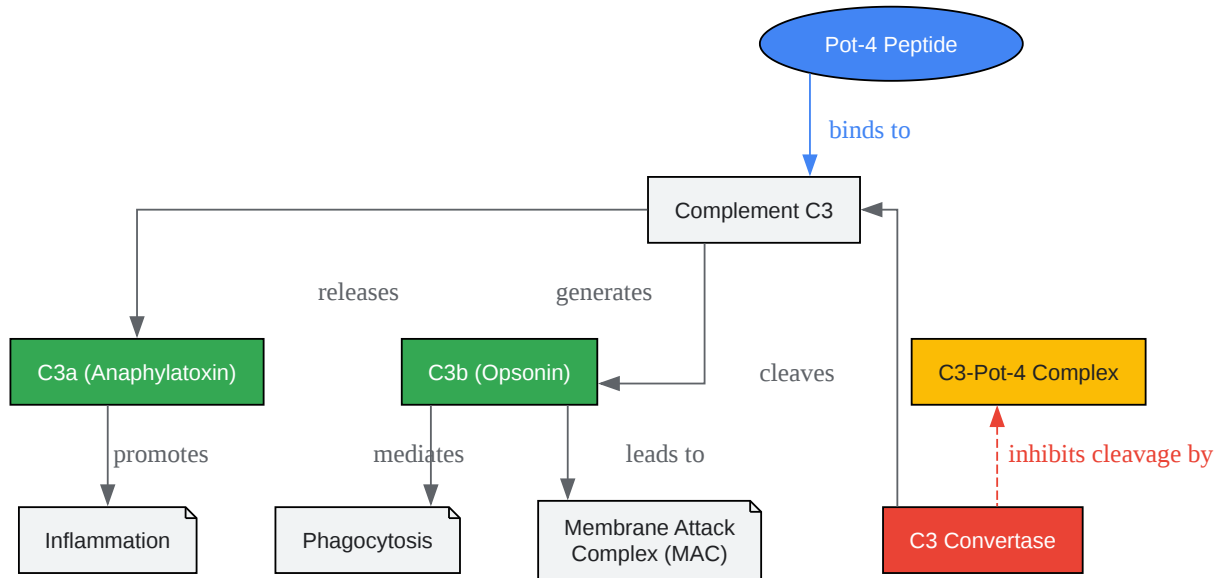 Pot-4 Peptide
binds to
Complement C3
releases
generates
C3a (Anaphylatoxin)
C3b (Opsonin)
cleaves
C3-Pot-4 Complex
promotes
mediates
leads to
inhibits cleavage by
Inflammation
Phagocytosis
Membrane Attack
Complex (MAC)
C3 Convertase